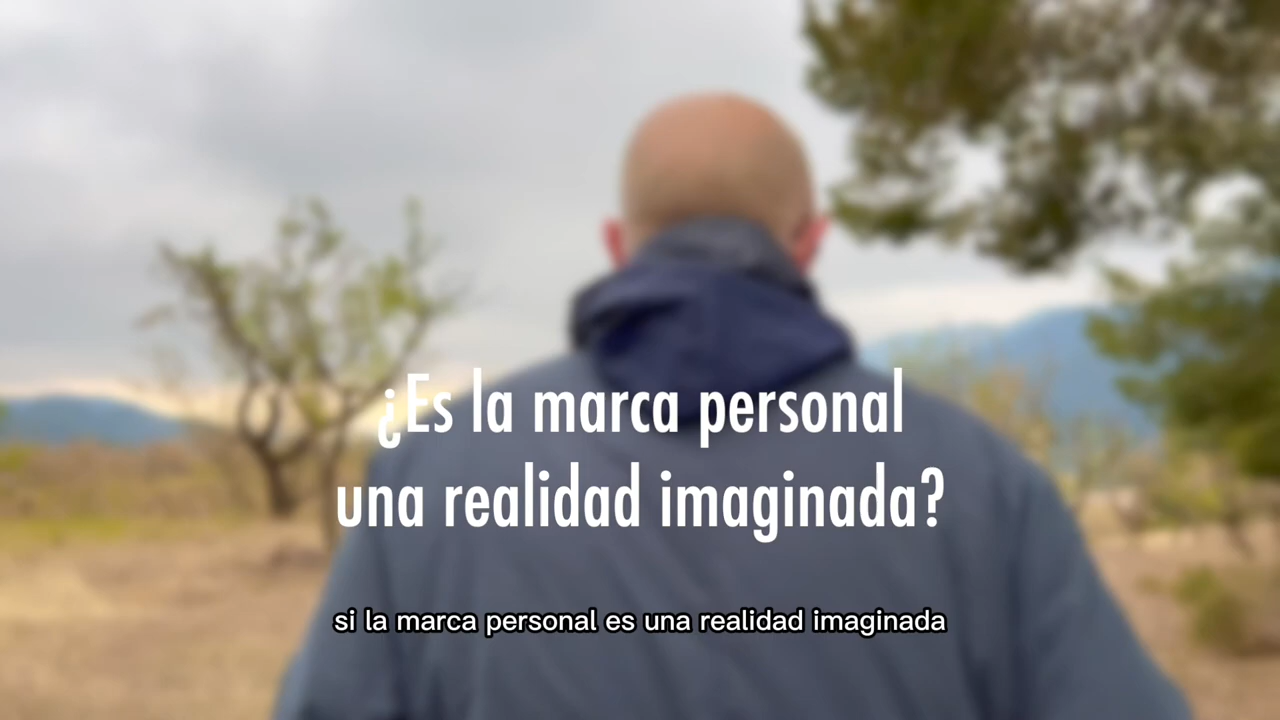 ¿Es la marca personal
una realidad imaginada?
si la marca personal es una realidad imaginada